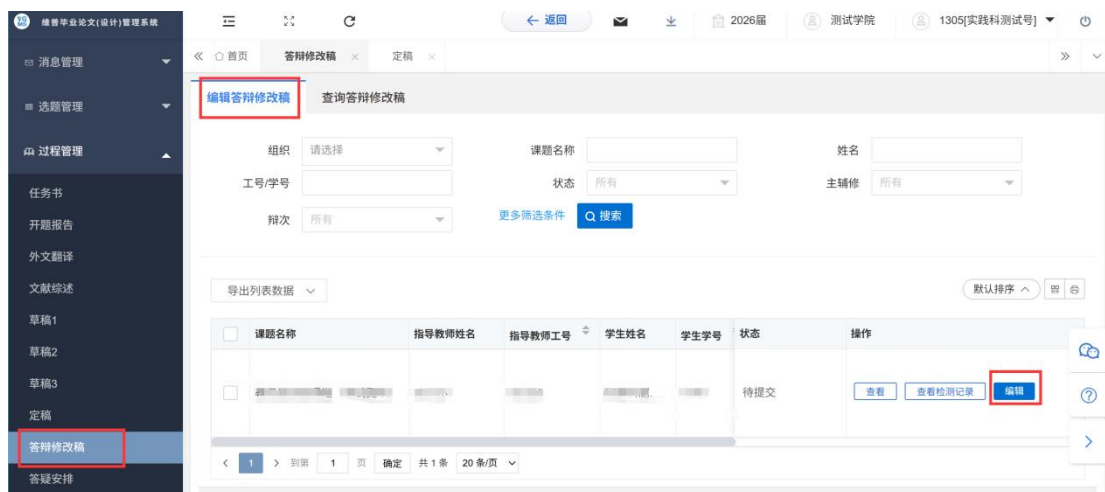 VG MS 维普毕业论文(设计)管理系统
返回 2026届 测试学院 1305[实践科测试号]
消息管理
首页 答辩修改稿 × 定稿 ×
选题管理
编辑答辩修改稿 查询答辩修改稿
过程管理
组织 请选择 课题名称 姓名
任务书
工号/学号 状态 所有 主辅修 所有
开题报告
辩次 所有 更多筛选条件 搜索
外文翻译
文献综述
导出列表数据 默认排序
草稿1
课题名称 指导教师姓名 指导教师工号 学生姓名 学生学号 状态 操作
草稿2
草稿3
待提交 查看 查看检测记录 编辑
定稿
答辩修改稿
1 到第 1 页 确定 共1条 20条/页
答疑安排